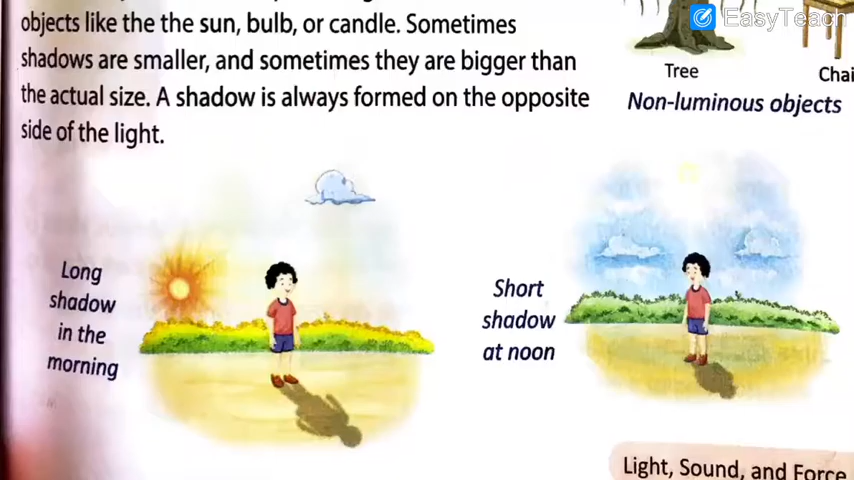 objects like the the sun, bulb, or candle. Sometimes
shadows are smaller, and sometimes they are bigger than
the actual size. A shadow is always formed on the opposite
side of the light.
EasyTeach
Tree
Non-luminous objects
Long
shadow
in the
morning
Short
shadow
at noon
Light, Sound, and Force